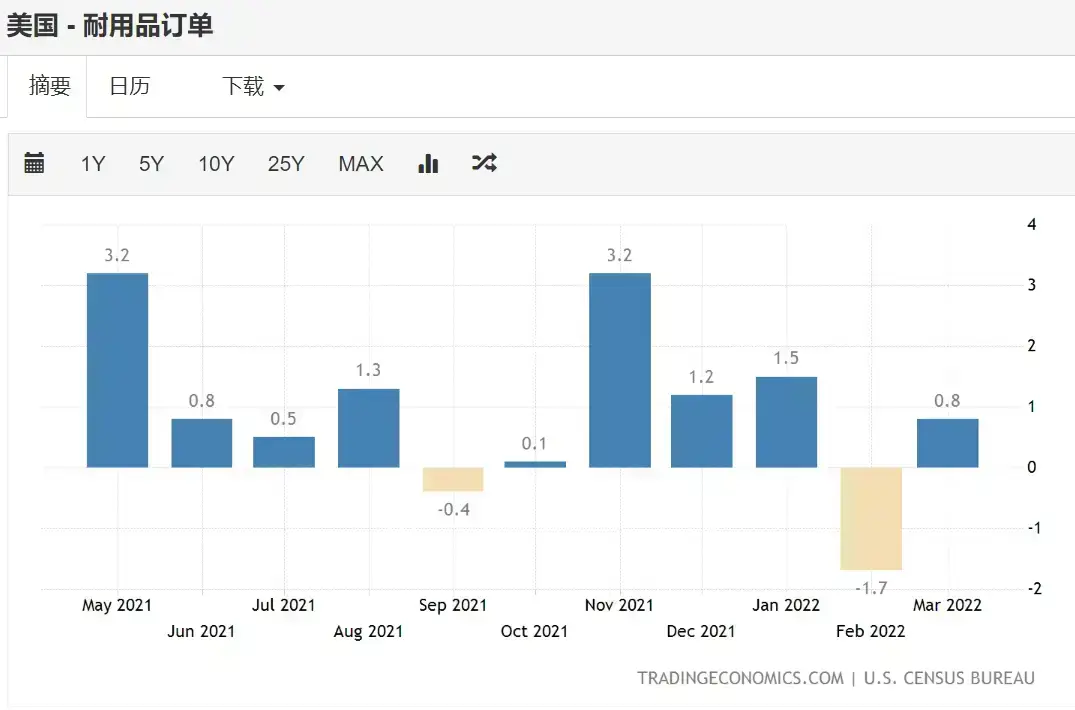 美国 - 耐用品订单
摘要 日历 下载
1Y 5Y 10Y 25Y MAX
4
3.2 3.2
3
2
1.5
1.3
1.2
0.8 0.8
1
0.5
0.1
0
-0.4
-1
-1.7
-2
May 2021 Jul 2021 Sep 2021 Nov 2021 Jan 2022 Mar 2022
Jun 2021 Aug 2021 Oct 2021 Dec 2021 Feb 2022
TRADINGECONOMICS.COM | U.S. CENSUS BUREAU